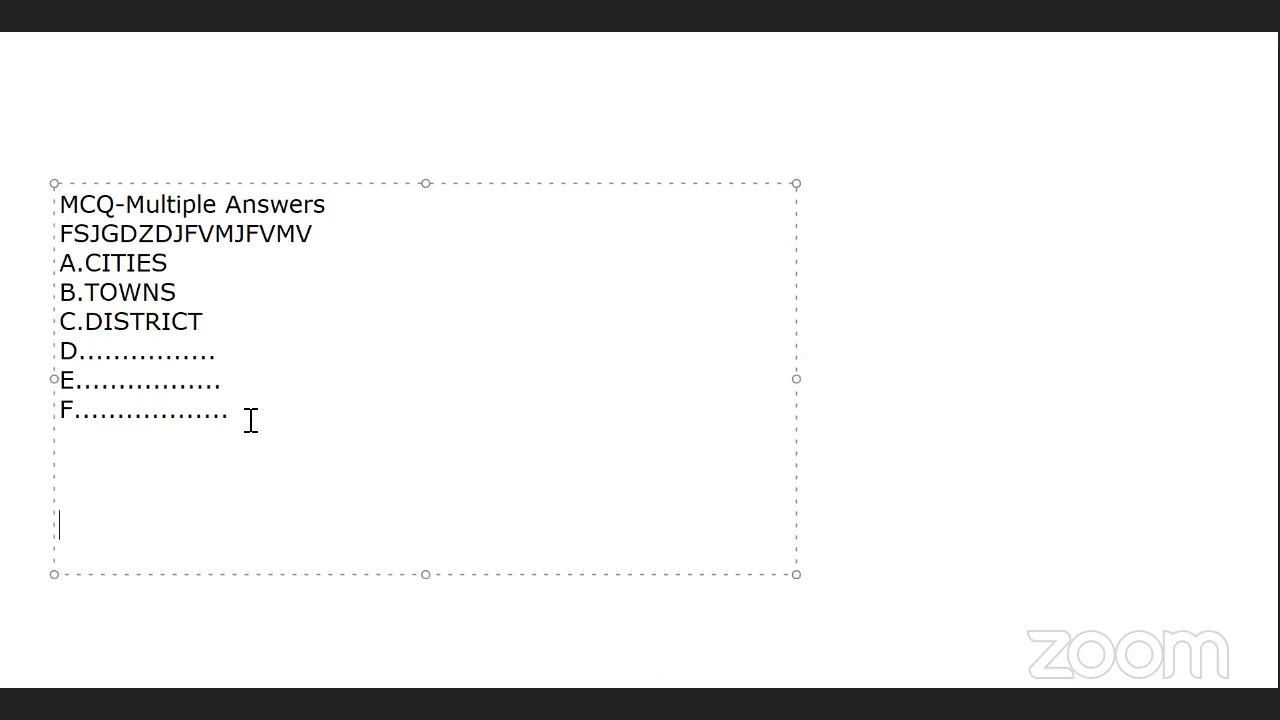 MCQ-Multiple Answers
FSJGDZDJFVMJFVMV
A.CITIES
B.TOWNS
C.DISTRICT
D................
E.................
F..................
zoom